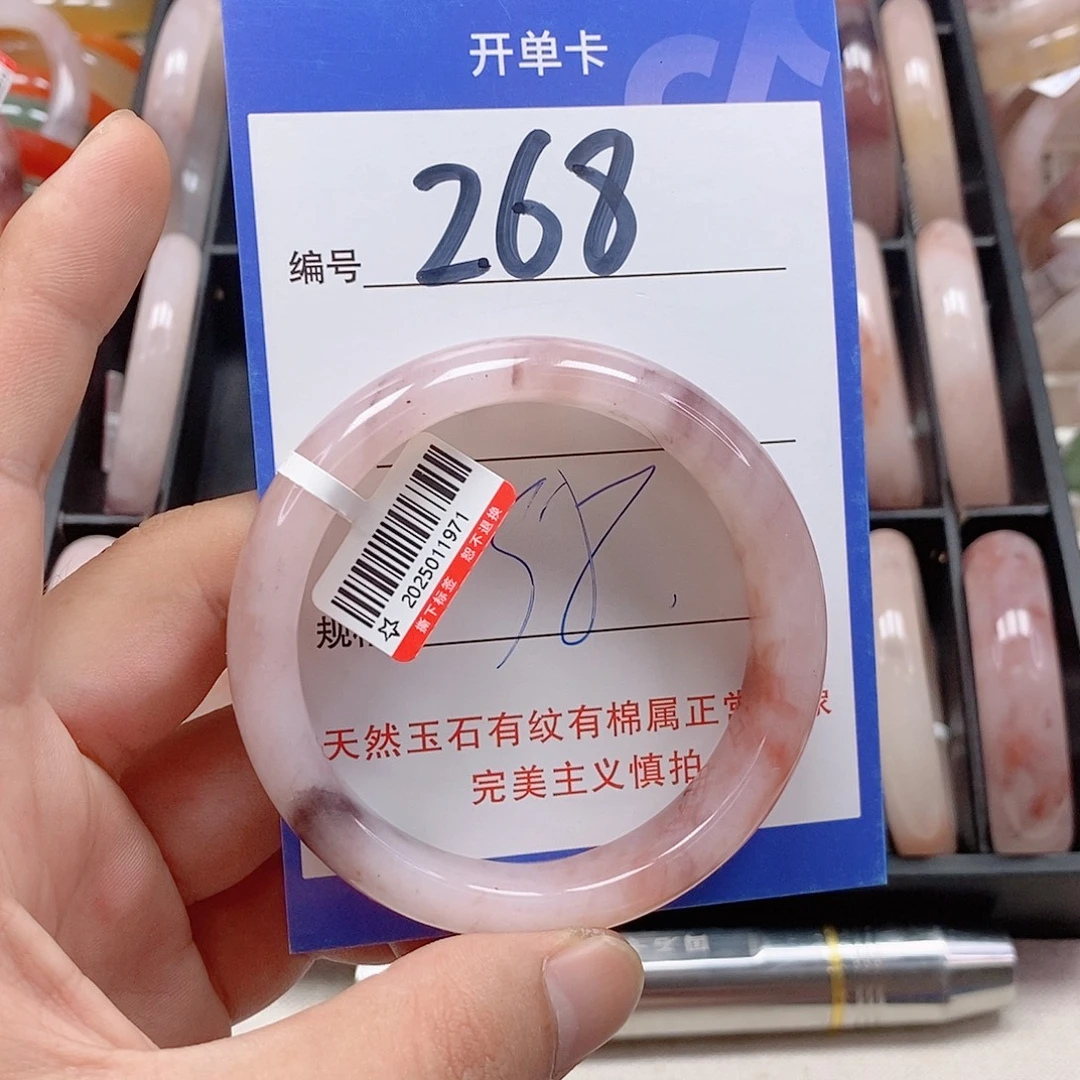 开单卡
编号 268
2025011971
撕下标签 恕不退换
规 58
天然玉石有纹有棉属正常
完美主义慎拍